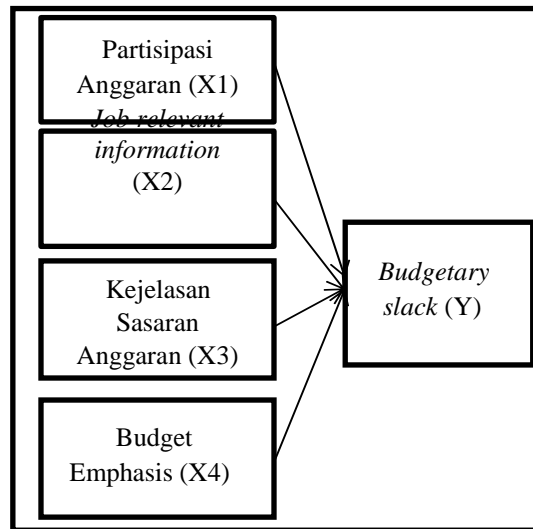 Partisipasi
Anggaran (X1)
Job relevant
information
(X2)
Kejelasan
Sasaran
Anggaran (X3)
Budget
Emphasis (X4)
Budgetary
slack (Y)